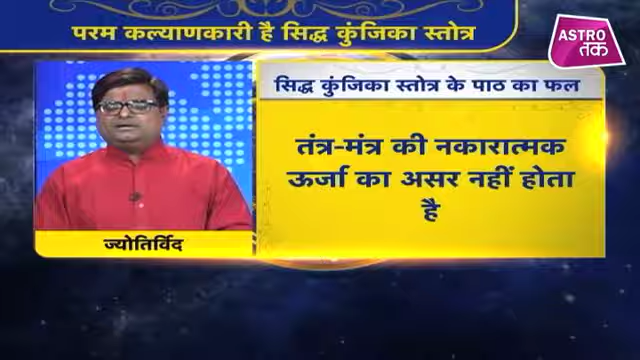 परम कल्याणकारी है सिद्ध कुंजिका स्तोत्र
ASTRO
तक
सिद्ध कुंजिका स्तोत्र के पाठ का फल
तंत्र-मंत्र की नकारात्मक
ऊर्जा का असर नहीं होता
है
ज्योतिर्विद